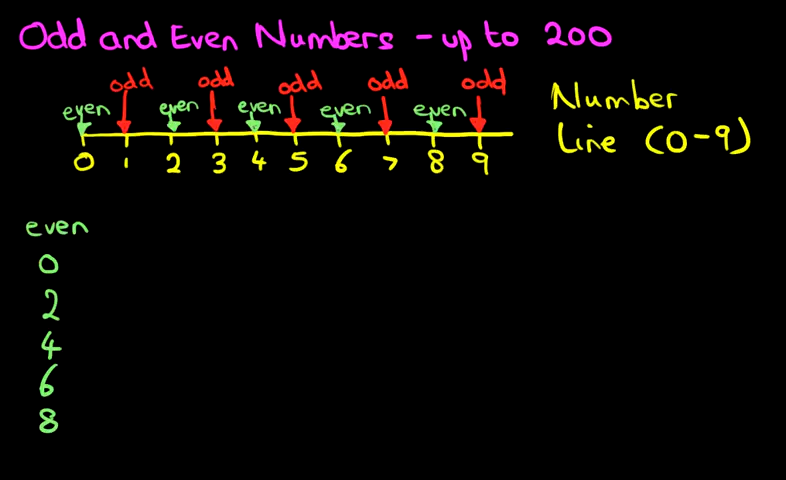 Odd and Even Numbers - up to 200
odd odd odd odd odd
even even even even even
0 1 2 3 4 5 6 7 8 9
Number
Line (0-9)
even
0
2
4
6
8